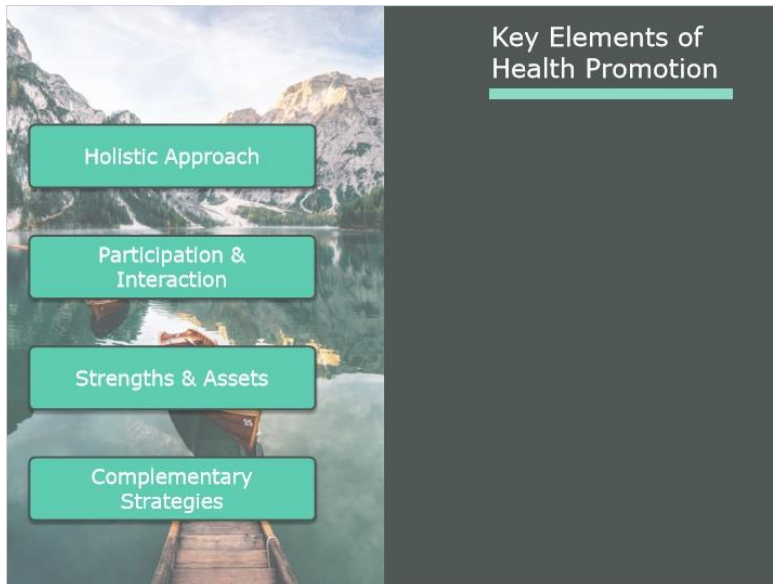 Key Elements of
Health Promotion
Holistic Approach
Participation &
Interaction
Strengths & Assets
Complementary
Strategies